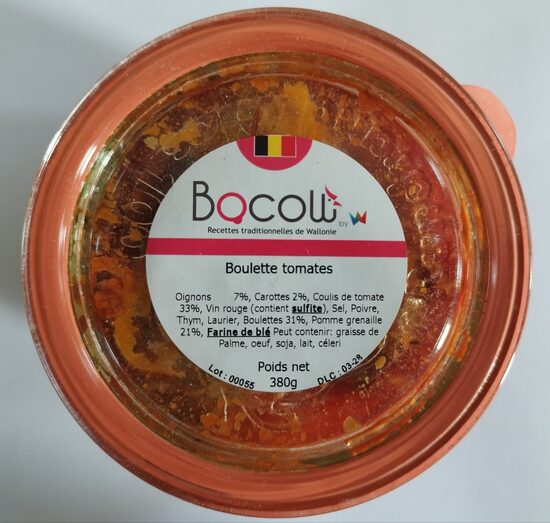 Bocoll
by W
Recettes traditionnelles de Wallonie
Boulette tomates
Oignons 7%, Carottes 2%, Coulis de tomate
33%, Vin rouge (contient sulfite), Sel, Poivre,
Thym, Laurier, Boulettes 31%, Pomme grenaille
21%, Farine de blé Peut contenir: graisse de
Palme, oeuf, soja, lait, céleri
Poids net
380g
Lot : 00055
DLC : 03-28